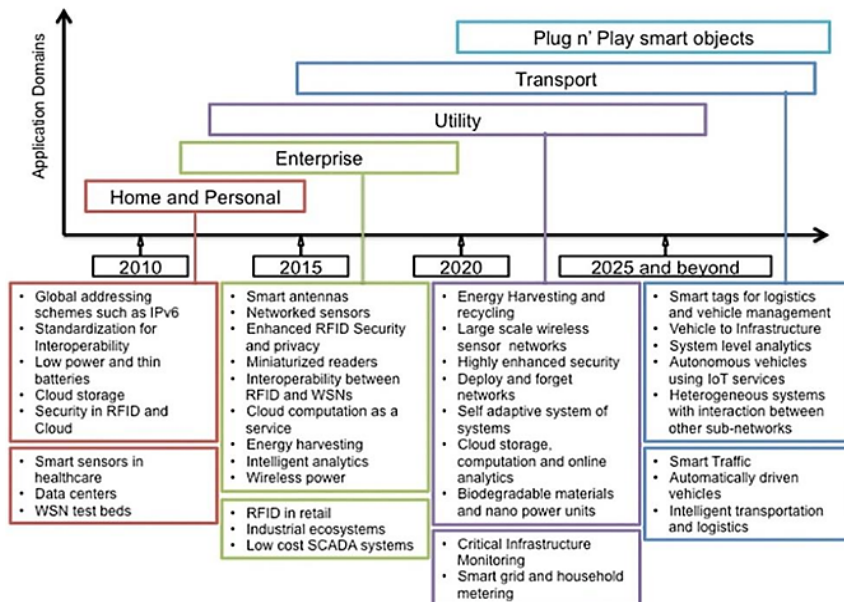 Application Domains
Plug n' Play smart objects
Transport
Utility
Enterprise
Home and Personal
2010
2015
2020
2025 and beyond
• Global addressing
schemes such as IPv6
• Standardization for
Interoperability
• Low power and thin
batteries
• Cloud storage
• Security in RFID and
Cloud
• Smart sensors in
healthcare
• Data centers
• WSN test beds
• Smart antennas
• Networked sensors
• Enhanced RFID Security
and privacy
• Miniaturized readers
• Interoperability between
RFID and WSNs
• Cloud computation as a
service
• Energy harvesting
• Intelligent analytics
• Wireless power
• RFID in retail
• Industrial ecosystems
• Low cost SCADA systems
• Energy Harvesting and
recycling
• Large scale wireless
sensor networks
• Highly enhanced security
• Deploy and forget
networks
• Self adaptive system of
systems
• Cloud storage,
computation and online
analytics
• Biodegradable materials
and nano power units
• Critical Infrastructure
Monitoring
• Smart grid and household
metering
• Smart tags for logistics
and vehicle management
• Vehicle to Infrastructure
• System level analytics
• Autonomous vehicles
using IoT services
• Heterogeneous systems
with interaction between
other sub-networks
• Smart Traffic
• Automatically driven
vehicles
• Intelligent transportation
and logistics